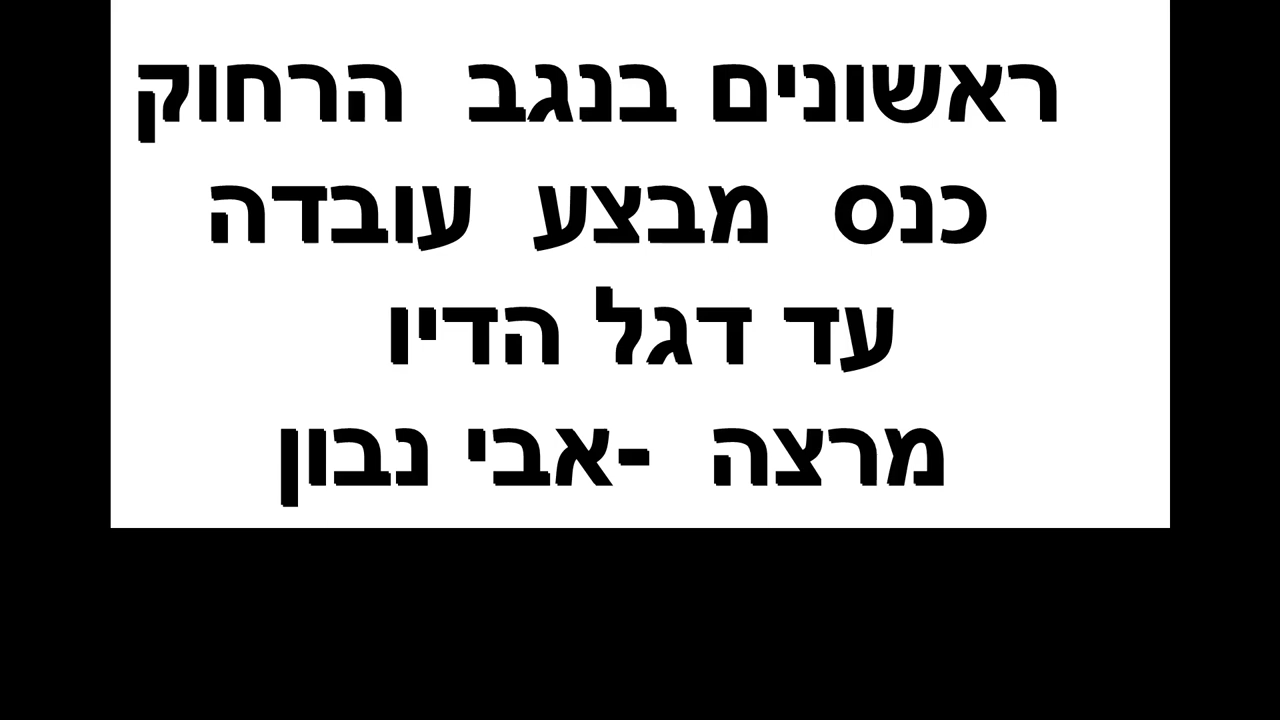 ראשונים בנגב הרחוק
כנס מבצע עובדה
עד דגל הדיו
מרצה -אבי נבון